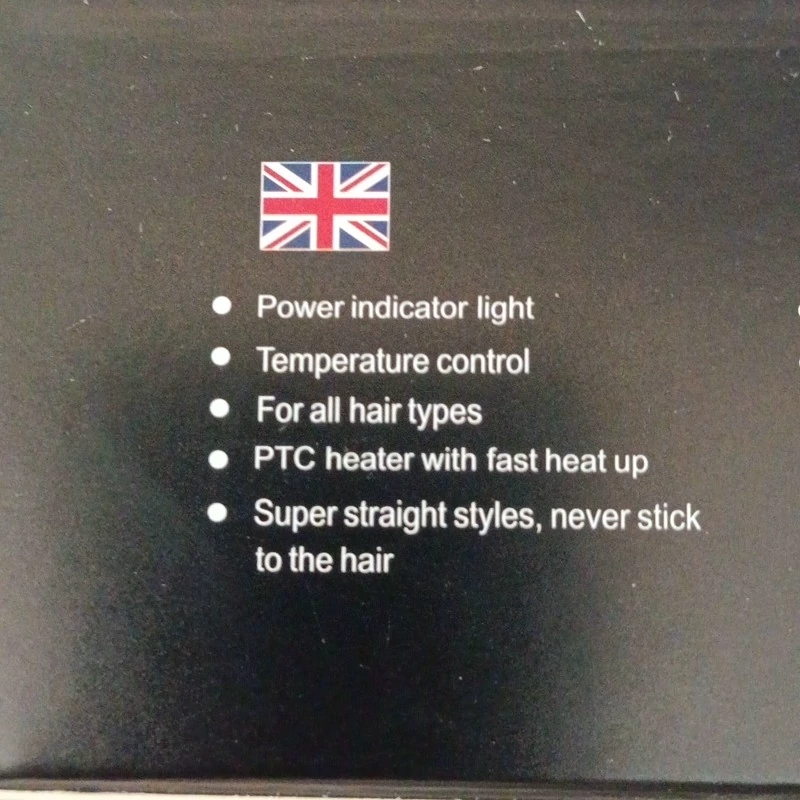 Power indicator light
Temperature control
For all hair types
PTC heater with fast heat up
Super straight styles, never stick
to the hair